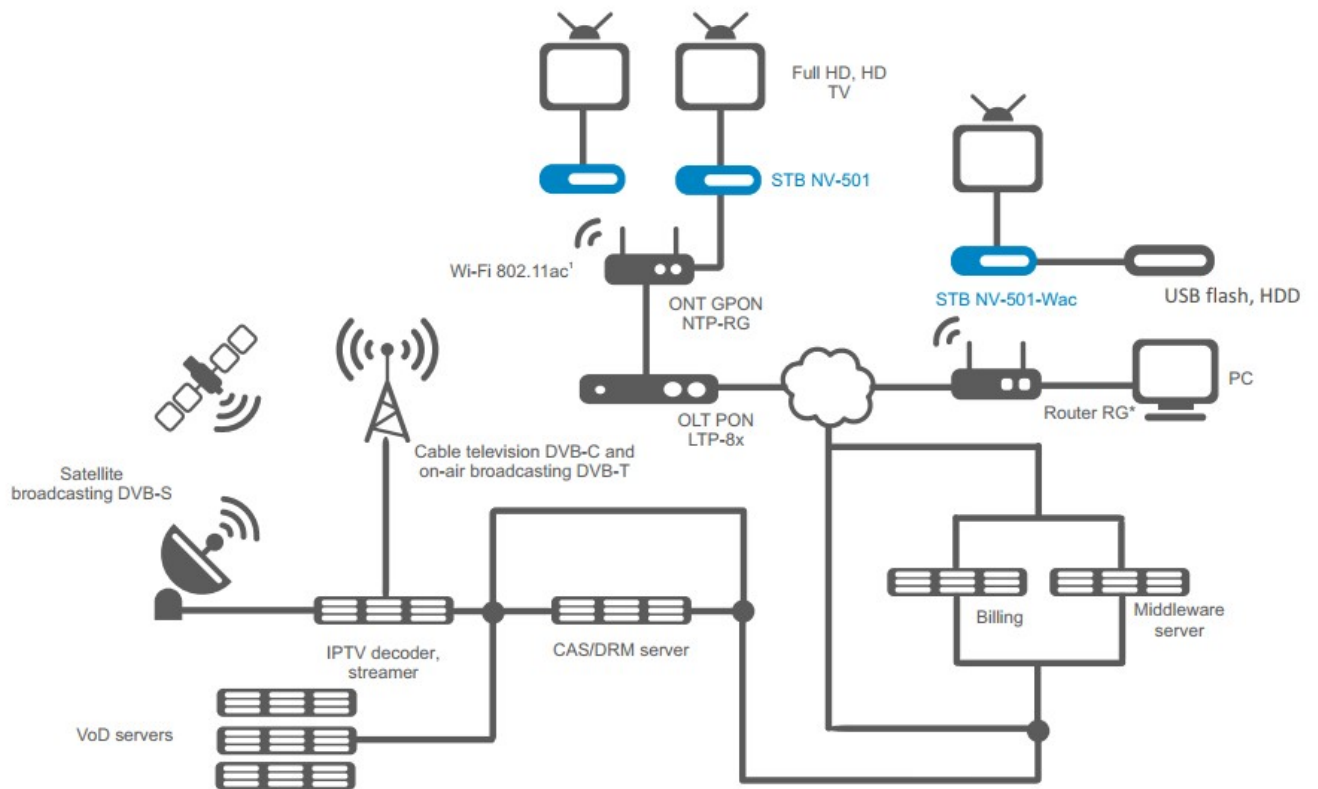 Full HD, HD
TV
STB NV-501
Wi-Fi 802.11ac¹
ONT GPON
NTP-RG
STB NV-501-Wac
USB flash, HDD
OLT PON
LTP-8x
Router RG*
PC
Cable television DVB-C and
on-air broadcasting DVB-T
Satellite
broadcasting DVB-S
IPTV decoder,
streamer
CAS/DRM server
Billing
Middleware
server
VoD servers